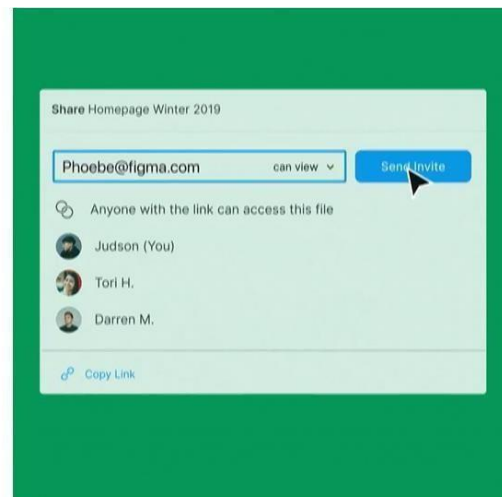 Share Homepage Winter 2019
Phoebe@figma.com can view Send Invite
Anyone with the link can access this file
Judson (You)
Tori H.
Darren M.
Copy Link